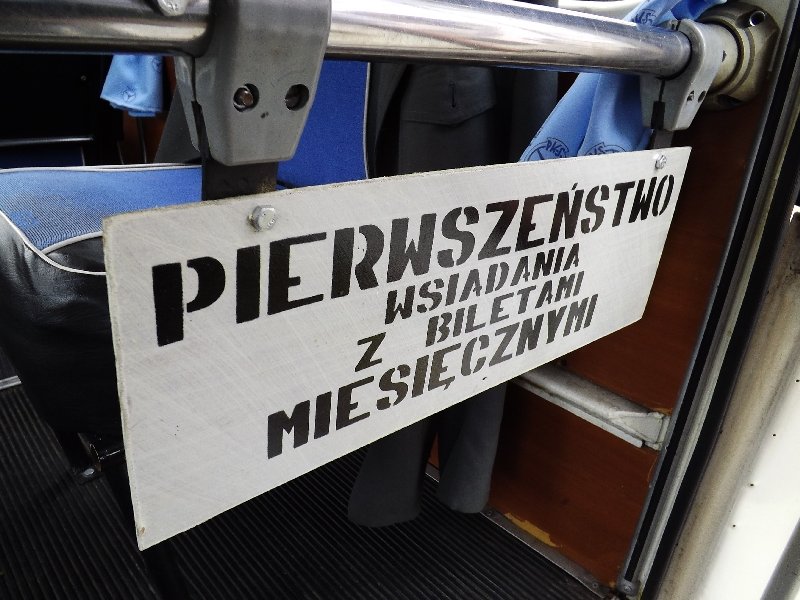 PIERWSZEŃSTWO
WSIADANIA
Z BILETAMI
MIESIĘCZNYMI